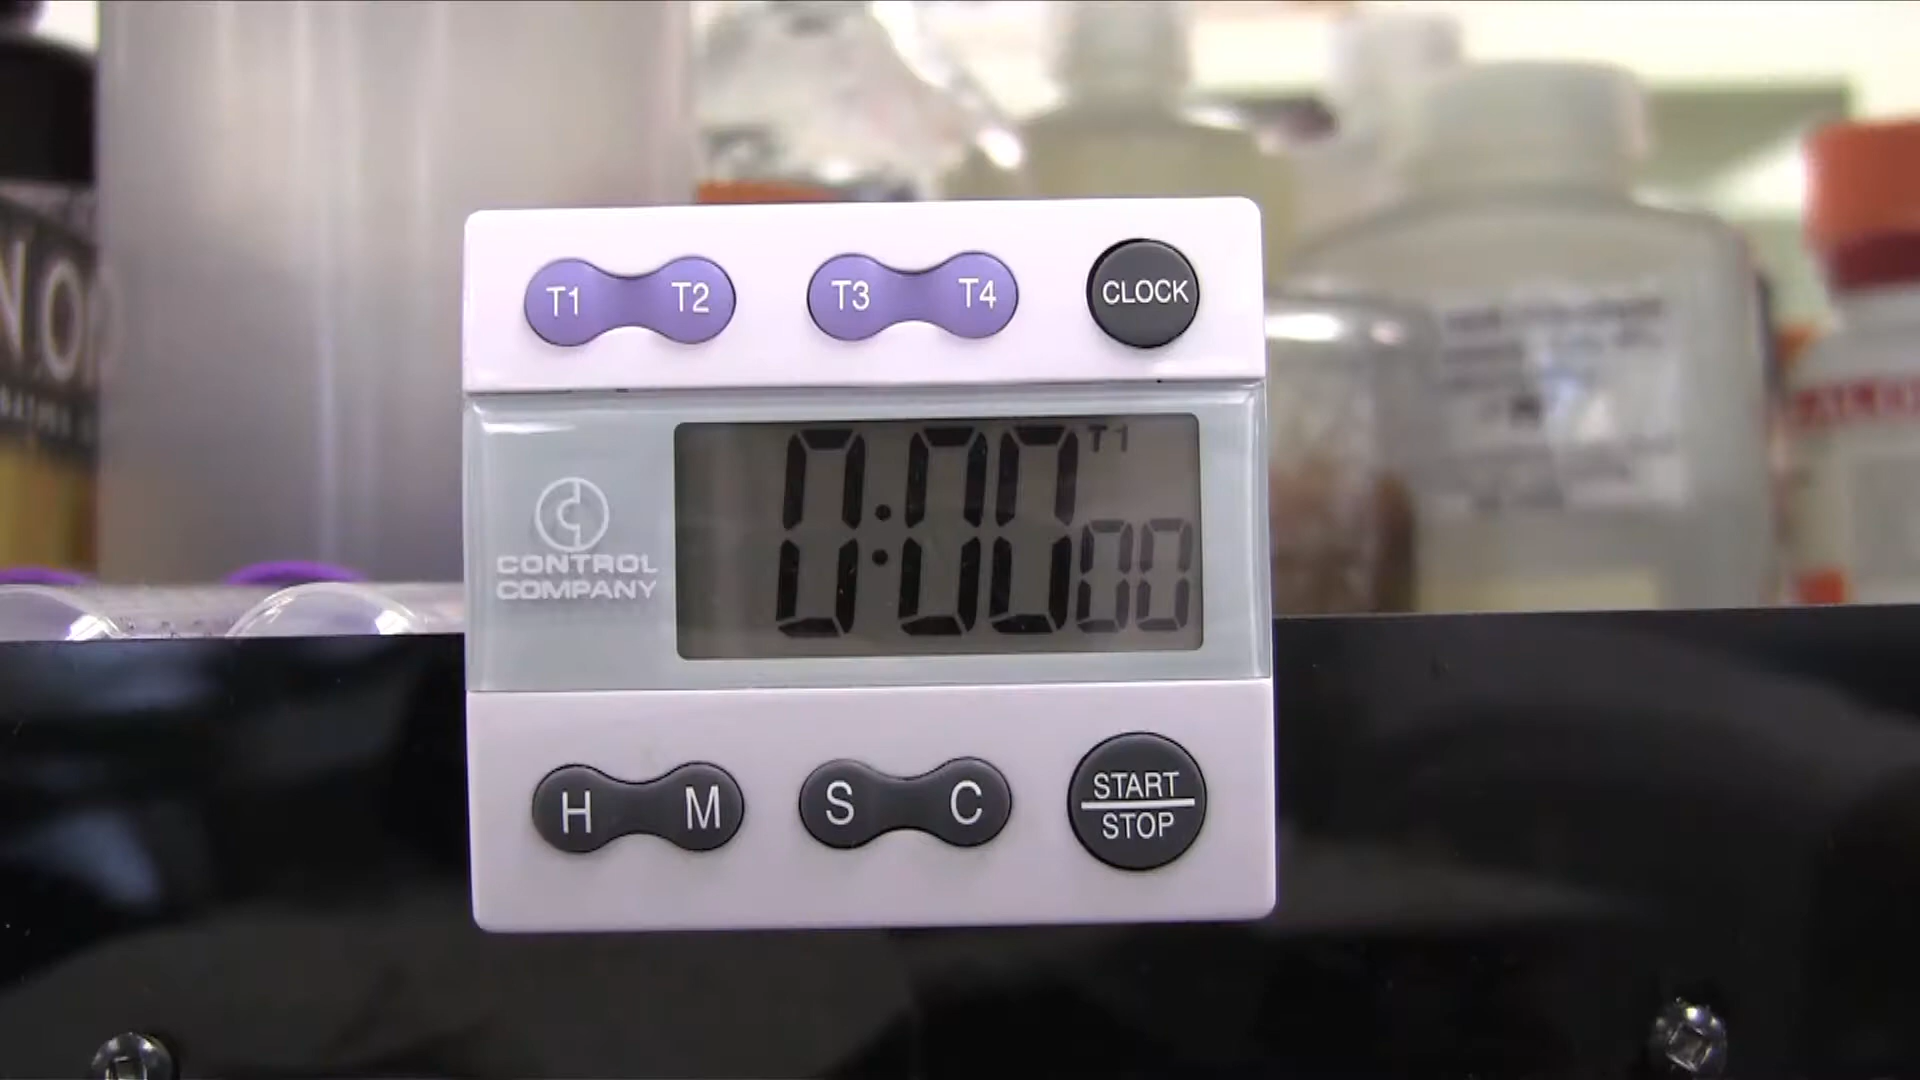 T1 T2 T3 T4 CLOCK
T1
0:00 00
CONTROL
COMPANY
H M S C START
STOP